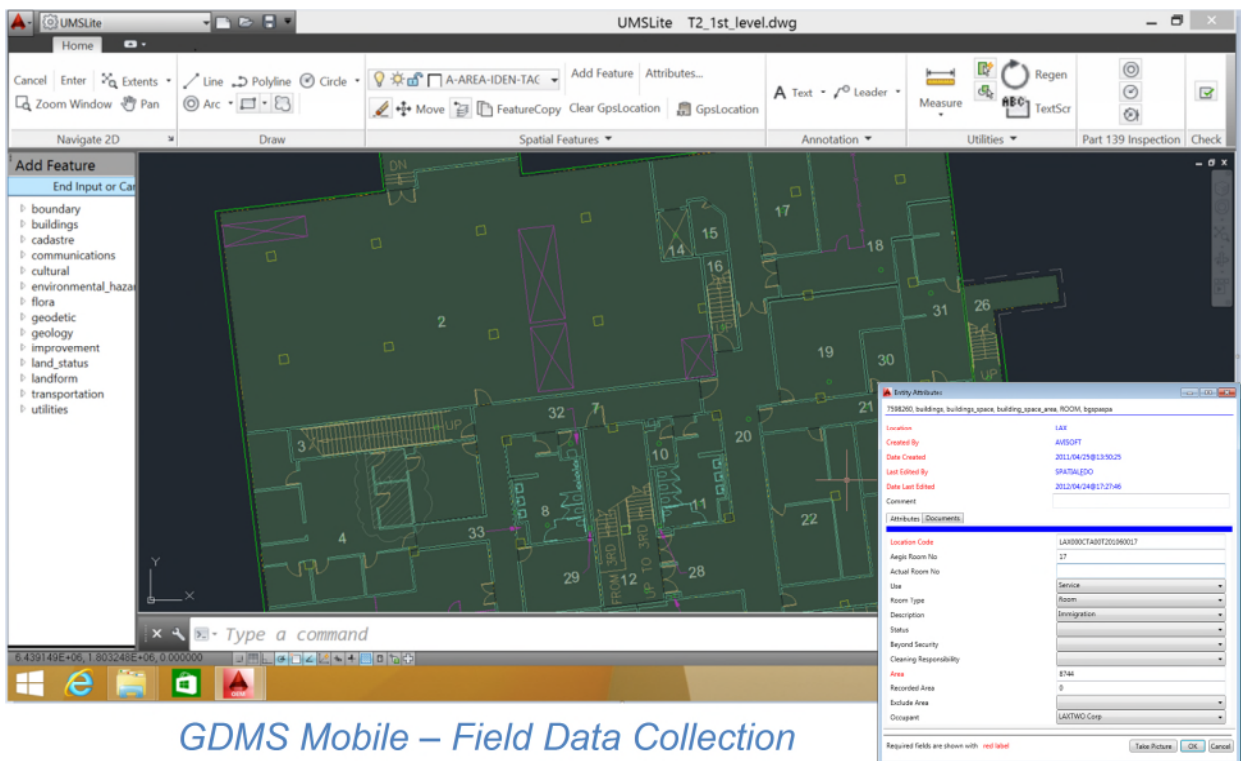 UMSLite
UMSLite T2_1st_level.dwg
Home
Cancel Enter Extents Line Polyline Circle A-AREA-IDEN-TAC Add Feature Attributes...
Zoom Window Pan Arc Move FeatureCopy Clear GpsLocation GpsLocation
A Text Leader Measure Regen ABC TextScr
Navigate 2D Draw Spatial Features Annotation Utilities Part 139 Inspection Check
Add Feature
End Input or Car
boundary
buildings
cadastre
communications
cultural
environmental_hazar
flora
geodetic
geology
improvement
land_status
landform
transportation
utilities
DN
17
15
14
18
16
2
UP
31
26
19
30
UP
32
7
21
3
UP
20
10
8
11
4
33
22
29
12
28
FROM 3RD
UP TO 3RD
Y
X
Type a command
6.439149E+06, 1.803248E+06, 0.000000
Entity Attributes
7598260, buildings, buildings_space, building_space_area, ROOM, bgspaepa
Location LAX
Created By AVISOFT
Date Created 2011/04/25@13:50:25
Last Edited By SPATIALEDO
Date Last Edited 2012/04/24@17:27:46
Comment
Attributes Documents
Location Code LAX000CTA00T201060017
Aegis Room No 17
Actual Room No
Use Service
Room Type Room
Description Immigration
Status
Beyond Security
Cleaning Responsibility
Area 8744
Recorded Area 0
Exclude Area
Occupant LAXTWO Corp
Required fields are shown with red label
Take Picture OK Cancel
GDMS Mobile – Field Data Collection